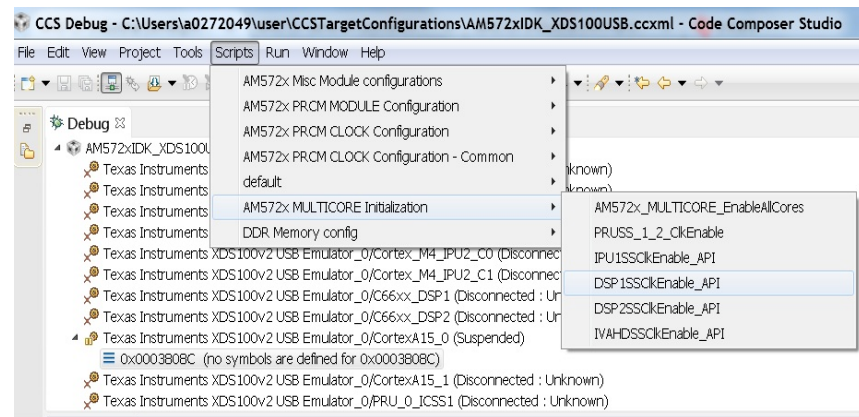 CCS Debug - C:\Users\a0272049\user\CCSTargetConfigurations\AM572xIDK_XDS100USB.ccxml - Code Composer Studio
File Edit View Project Tools Scripts Run Window Help
AM572x Misc Module configurations
AM572x PRCM MODULE Configuration
AM572x PRCM CLOCK Configuration
AM572x PRCM CLOCK Configuration - Common
default
AM572x MULTICORE Initialization
DDR Memory config
AM572x_MULTICORE_EnableAllCores
PRUSS_1_2_ClkEnable
IPU1SSClkEnable_API
DSP1SSClkEnable_API
DSP2SSClkEnable_API
IVAHDSSClkEnable_API
Debug
AM572xIDK_XDS100U
Texas Instruments known)
Texas Instruments known)
Texas Instruments
Texas Instruments
Texas Instruments XDS100v2 USB Emulator_0/Cortex_M4_IPU2_C0 (Disconnec
Texas Instruments XDS100v2 USB Emulator_0/Cortex_M4_IPU2_C1 (Disconnec
Texas Instruments XDS100v2 USB Emulator_0/C66xx_DSP1 (Disconnected : Un
Texas Instruments XDS100v2 USB Emulator_0/C66xx_DSP2 (Disconnected : Un
Texas Instruments XDS100v2 USB Emulator_0/CortexA15_0 (Suspended)
0x0003808C (no symbols are defined for 0x0003808C)
Texas Instruments XDS100v2 USB Emulator_0/CortexA15_1 (Disconnected : Unknown)
Texas Instruments XDS100v2 USB Emulator_0/PRU_0_ICSS1 (Disconnected : Unknown)